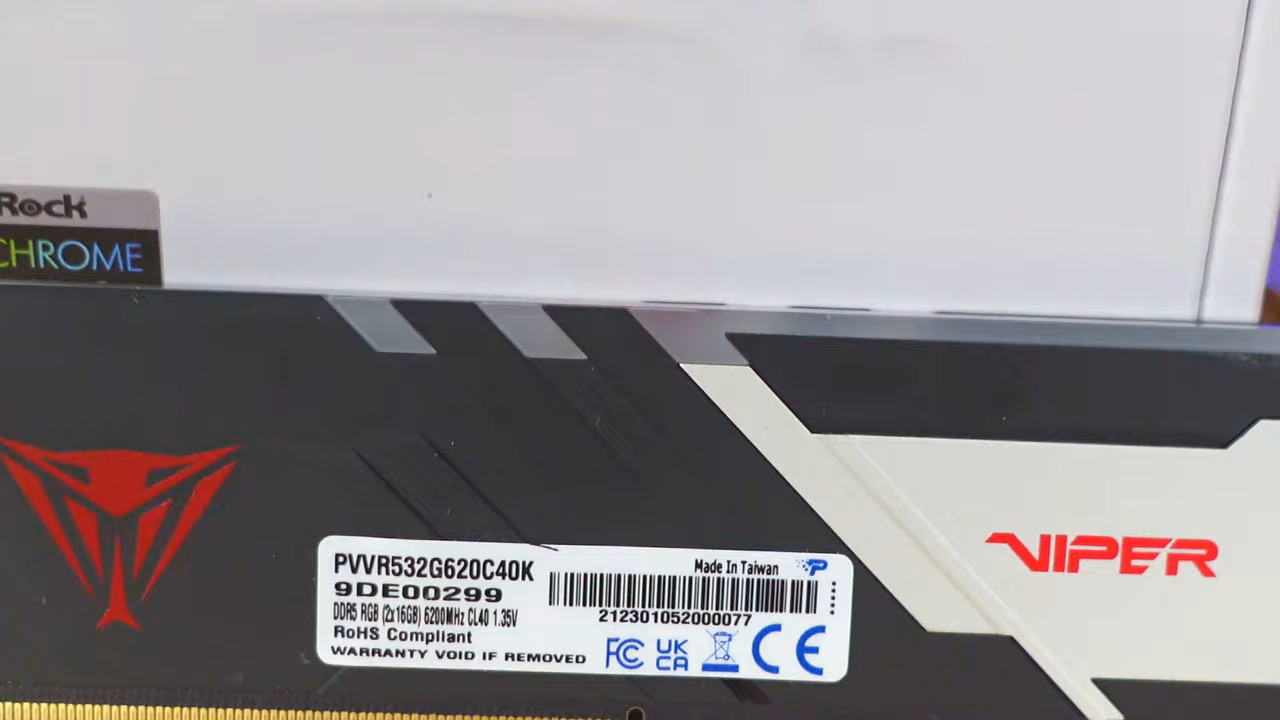 Rock
CHROME
VIPER
PVVR532G620C40K
9DE00299
DDR5 RGB (2x16GB) 6200MHz CL40 1.35V
RoHS Compliant
WARRANTY VOID IF REMOVED
Made In Taiwan
P
212301052000077
FC
UK
CA
CE